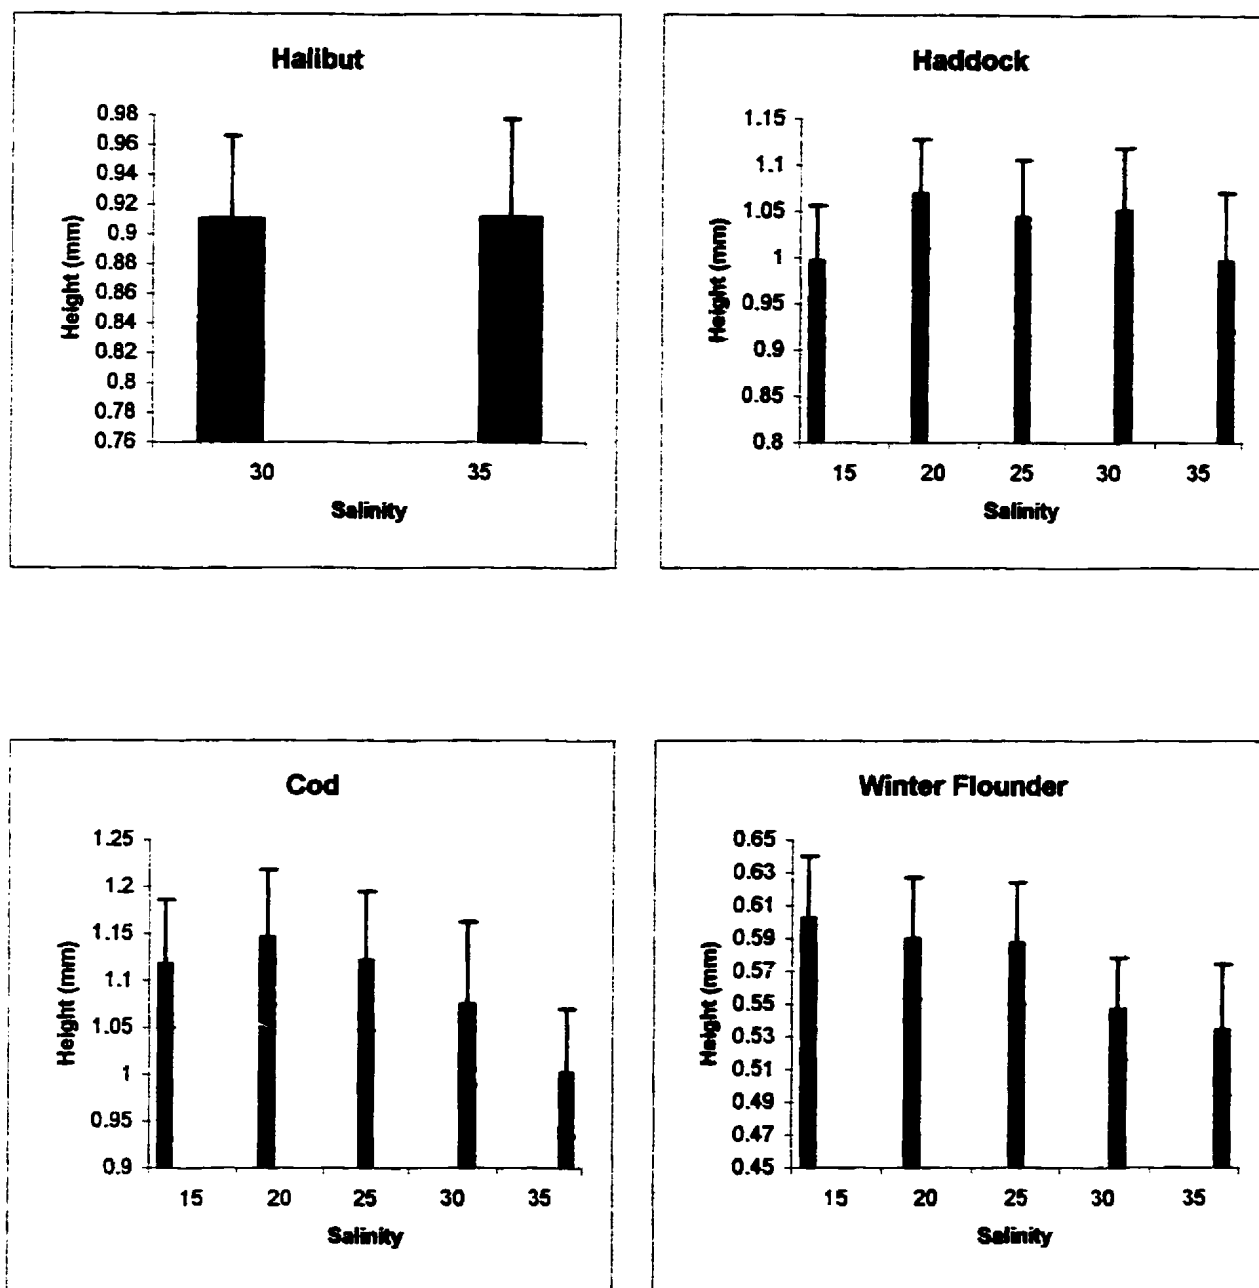 Halibut
Height (mm)
0.98
0.96
0.94
0.92
0.9
0.88
0.86
0.84
0.82
0.8
0.78
0.76
30 35
Salinity
Haddock
Height (mm)
1.15
1.1
1.05
1
0.95
0.9
0.85
0.8
15 20 25 30 35
Salinity
Cod
Height (mm)
1.25
1.2
1.15
1.1
1.05
1
0.95
0.9
15 20 25 30 35
Salinity
Winter Flounder
Height (mm)
0.65
0.63
0.61
0.59
0.57
0.55
0.53
0.51
0.49
0.47
0.45
15 20 25 30 35
Salinity